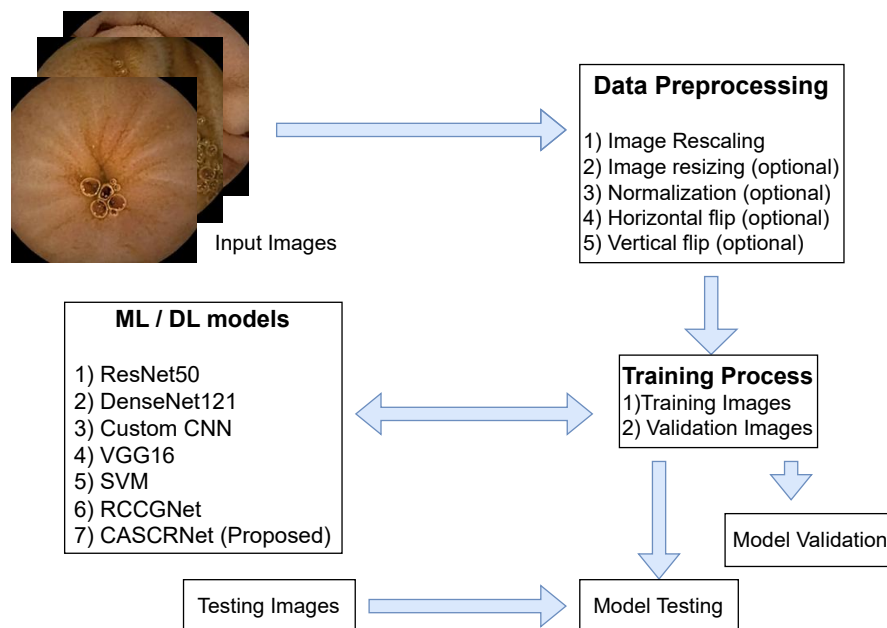 Input Images
Data Preprocessing
1) Image Rescaling
2) Image resizing (optional)
3) Normalization (optional)
4) Horizontal flip (optional)
5) Vertical flip (optional)
ML / DL models
1) ResNet50
2) DenseNet121
3) Custom CNN
4) VGG16
5) SVM
6) RCCGNet
7) CASCRNet (Proposed)
Training Process
1)Training Images
2) Validation Images
Model Validation
Testing Images
Model Testing